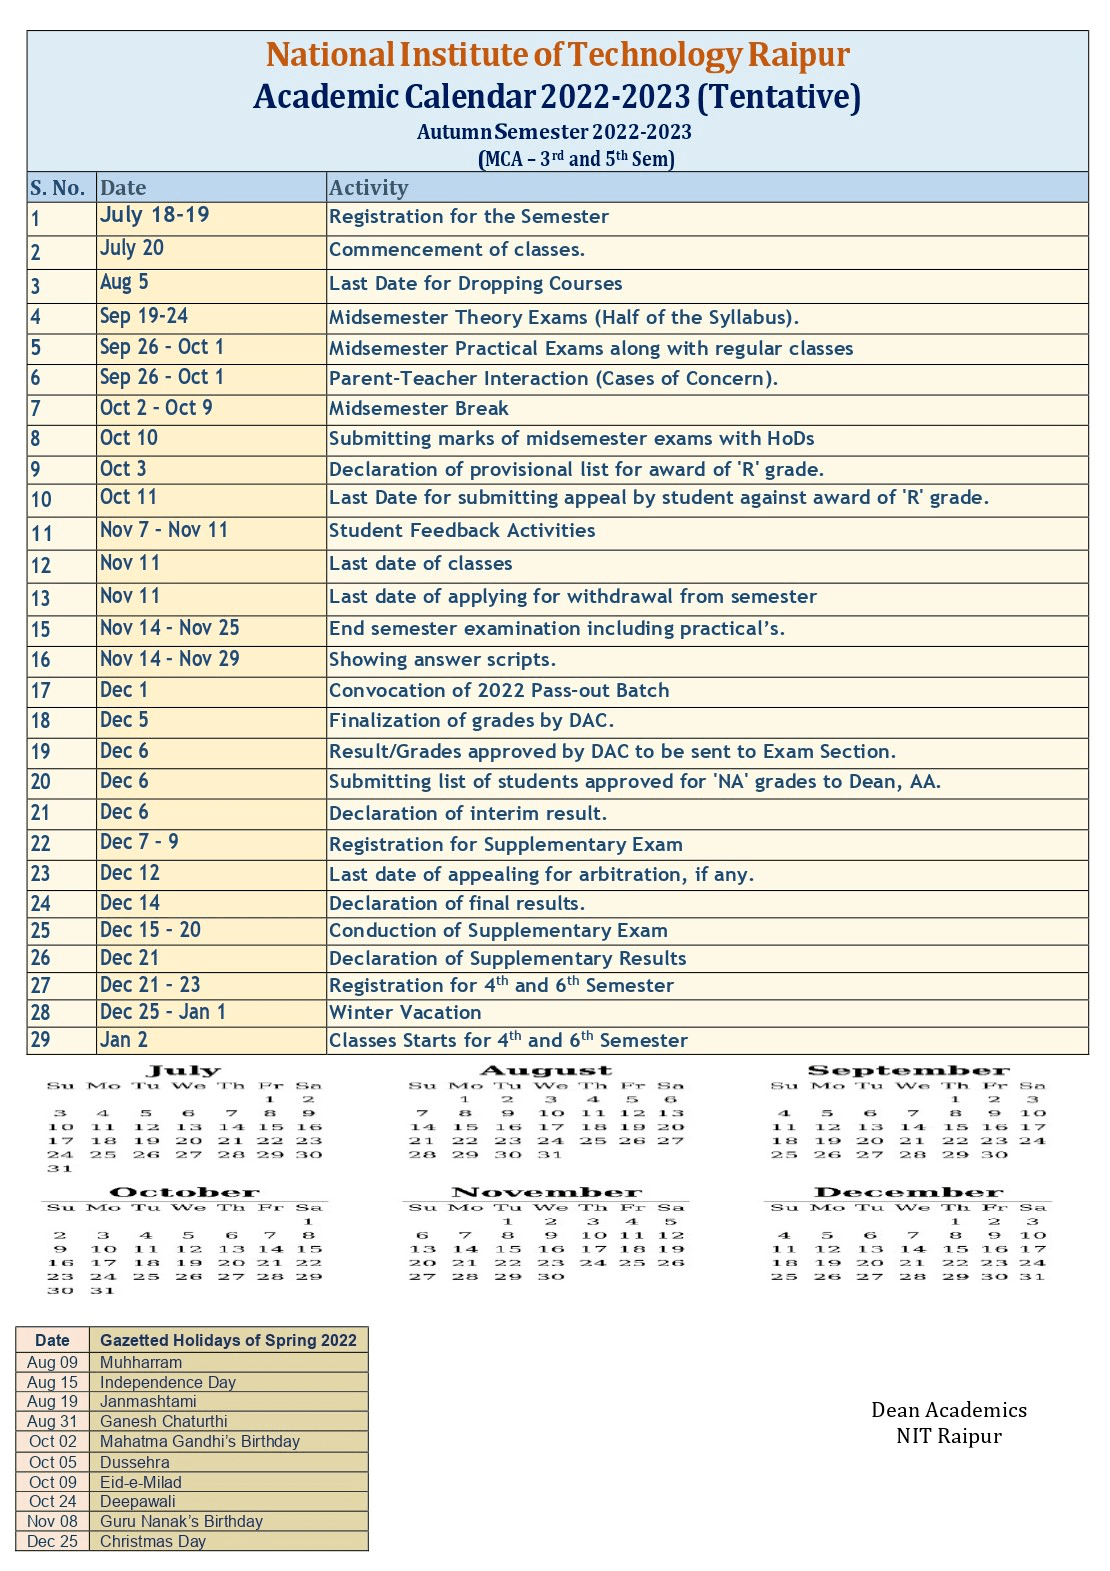 National Institute of Technology Raipur
Academic Calendar 2022-2023 (Tentative)
Autumn Semester 2022-2023
(MCA – 3rd and 5th Sem)
S. No. Date Activity
1 July 18-19 Registration for the Semester
2 July 20 Commencement of classes.
3 Aug 5 Last Date for Dropping Courses
4 Sep 19-24 Midsemester Theory Exams (Half of the Syllabus).
5 Sep 26 - Oct 1 Midsemester Practical Exams along with regular classes
6 Sep 26 - Oct 1 Parent-Teacher Interaction (Cases of Concern).
7 Oct 2 - Oct 9 Midsemester Break
8 Oct 10 Submitting marks of midsemester exams with HoDs
9 Oct 3 Declaration of provisional list for award of 'R' grade.
10 Oct 11 Last Date for submitting appeal by student against award of 'R' grade.
11 Nov 7 – Nov 11 Student Feedback Activities
12 Nov 11 Last date of classes
13 Nov 11 Last date of applying for withdrawal from semester
15 Nov 14 - Nov 25 End semester examination including practical’s.
16 Nov 14 - Nov 29 Showing answer scripts.
17 Dec 1 Convocation of 2022 Pass-out Batch
18 Dec 5 Finalization of grades by DAC.
19 Dec 6 Result/Grades approved by DAC to be sent to Exam Section.
20 Dec 6 Submitting list of students approved for 'NA' grades to Dean, AA.
21 Dec 6 Declaration of interim result.
22 Dec 7 - 9 Registration for Supplementary Exam
23 Dec 12 Last date of appealing for arbitration, if any.
24 Dec 14 Declaration of final results.
25 Dec 15 – 20 Conduction of Supplementary Exam
26 Dec 21 Declaration of Supplementary Results
27 Dec 21 – 23 Registration for 4th and 6th Semester
28 Dec 25 – Jan 1 Winter Vacation
29 Jan 2 Classes Starts for 4th and 6th Semester
July August September
Su Mo Tu We Th Fr Sa Su Mo Tu We Th Fr Sa Su Mo Tu We Th Fr Sa
1 2 1 2 3 4 5 6 1 2 3
3 4 5 6 7 8 9 7 8 9 10 11 12 13 4 5 6 7 8 9 10
10 11 12 13 14 15 16 14 15 16 17 18 19 20 11 12 13 14 15 16 17
17 18 19 20 21 22 23 21 22 23 24 25 26 27 18 19 20 21 22 23 24
24 25 26 27 28 29 30 28 29 30 31 25 26 27 28 29 30
31
October November December
Su Mo Tu We Th Fr Sa Su Mo Tu We Th Fr Sa Su Mo Tu We Th Fr Sa
1 1 2 3 4 5 1 2 3
2 3 4 5 6 7 8 6 7 8 9 10 11 12 4 5 6 7 8 9 10
9 10 11 12 13 14 15 13 14 15 16 17 18 19 11 12 13 14 15 16 17
16 17 18 19 20 21 22 20 21 22 23 24 25 26 18 19 20 21 22 23 24
23 24 25 26 27 28 29 27 28 29 30 25 26 27 28 29 30 31
30 31
Date Gazetted Holidays of Spring 2022
Aug 09 Muhharram
Aug 15 Independence Day
Aug 19 Janmashtami
Aug 31 Ganesh Chaturthi
Oct 02 Mahatma Gandhi’s Birthday
Oct 05 Dussehra
Oct 09 Eid-e-Milad
Oct 24 Deepawali
Nov 08 Guru Nanak’s Birthday
Dec 25 Christmas Day
Dean Academics
NIT Raipur